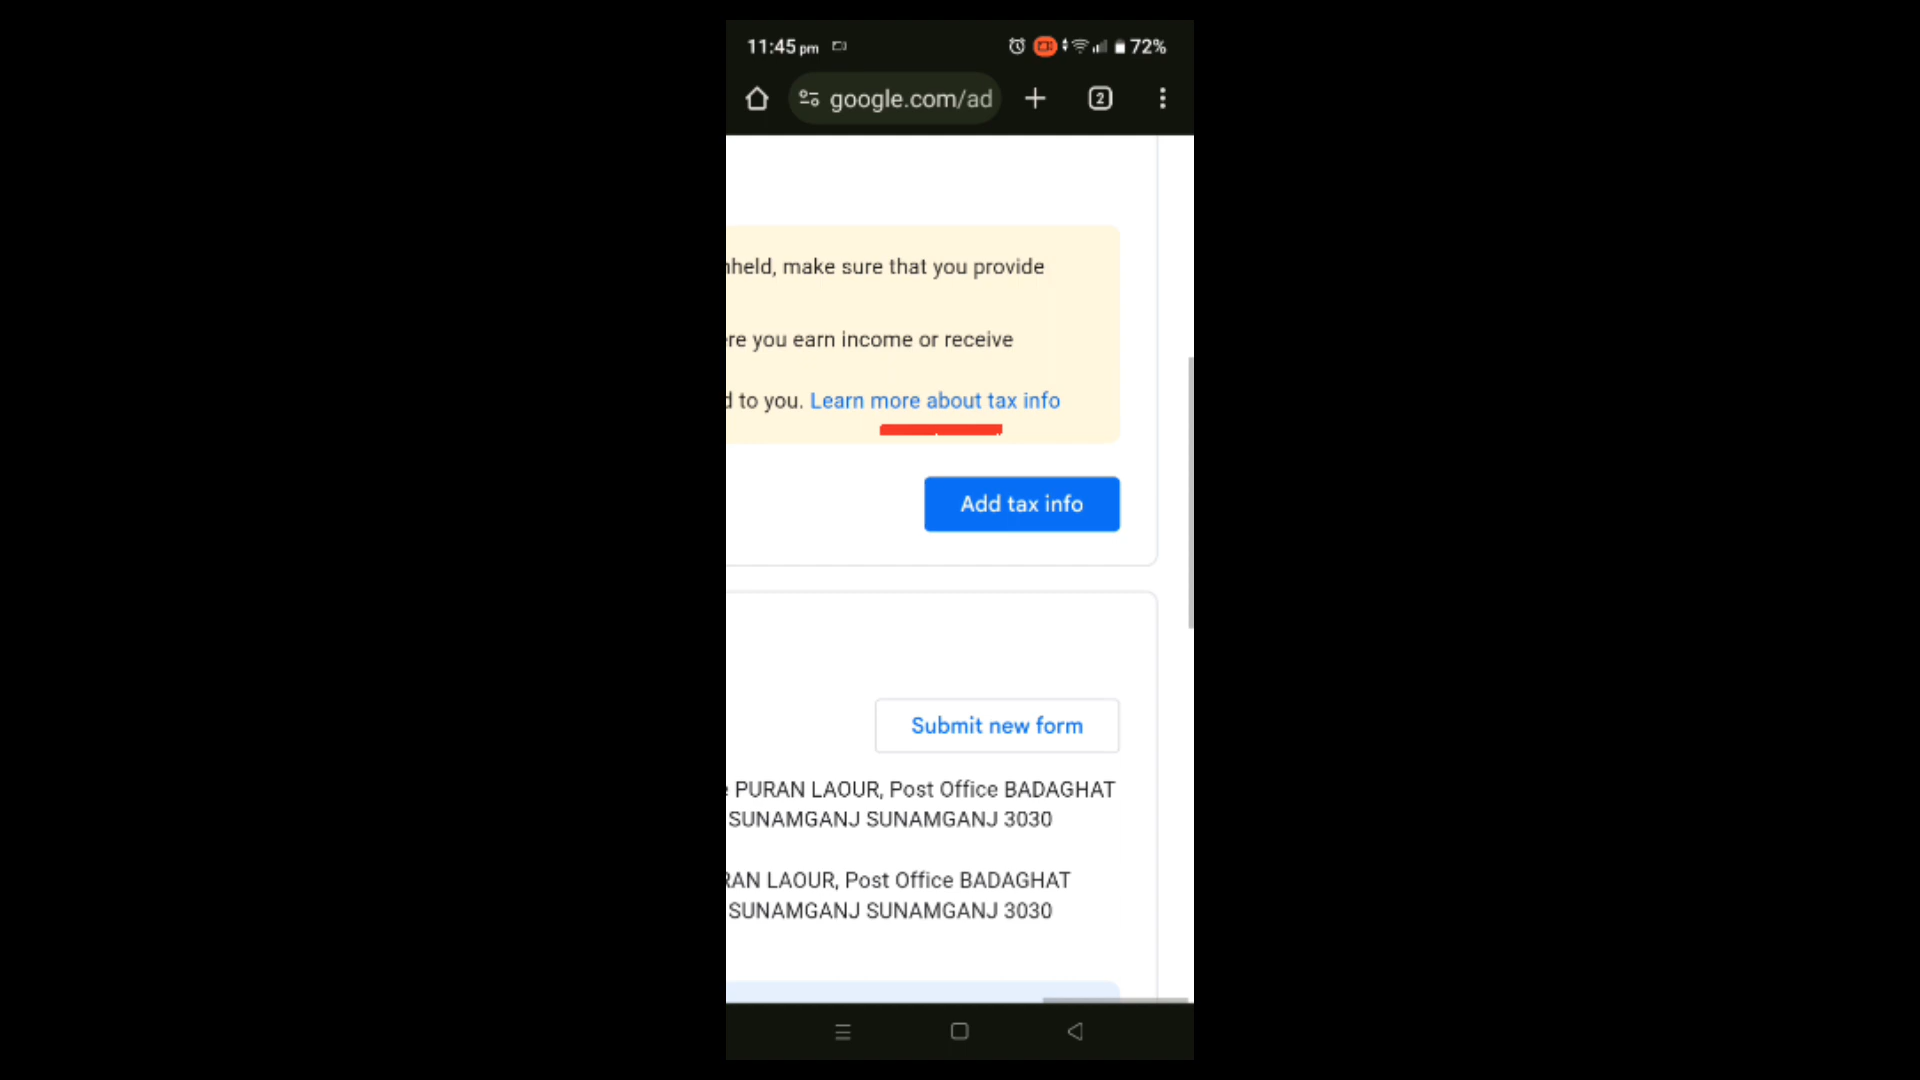 11:45 pm
72%
google.com/ad
2
held, make sure that you provide
re you earn income or receive
to you. Learn more about tax info
Add tax info
Submit new form
PURAN LAOUR, Post Office BADAGHAT
SUNAMGANJ SUNAMGANJ 3030
RAN LAOUR, Post Office BADAGHAT
SUNAMGANJ SUNAMGANJ 3030